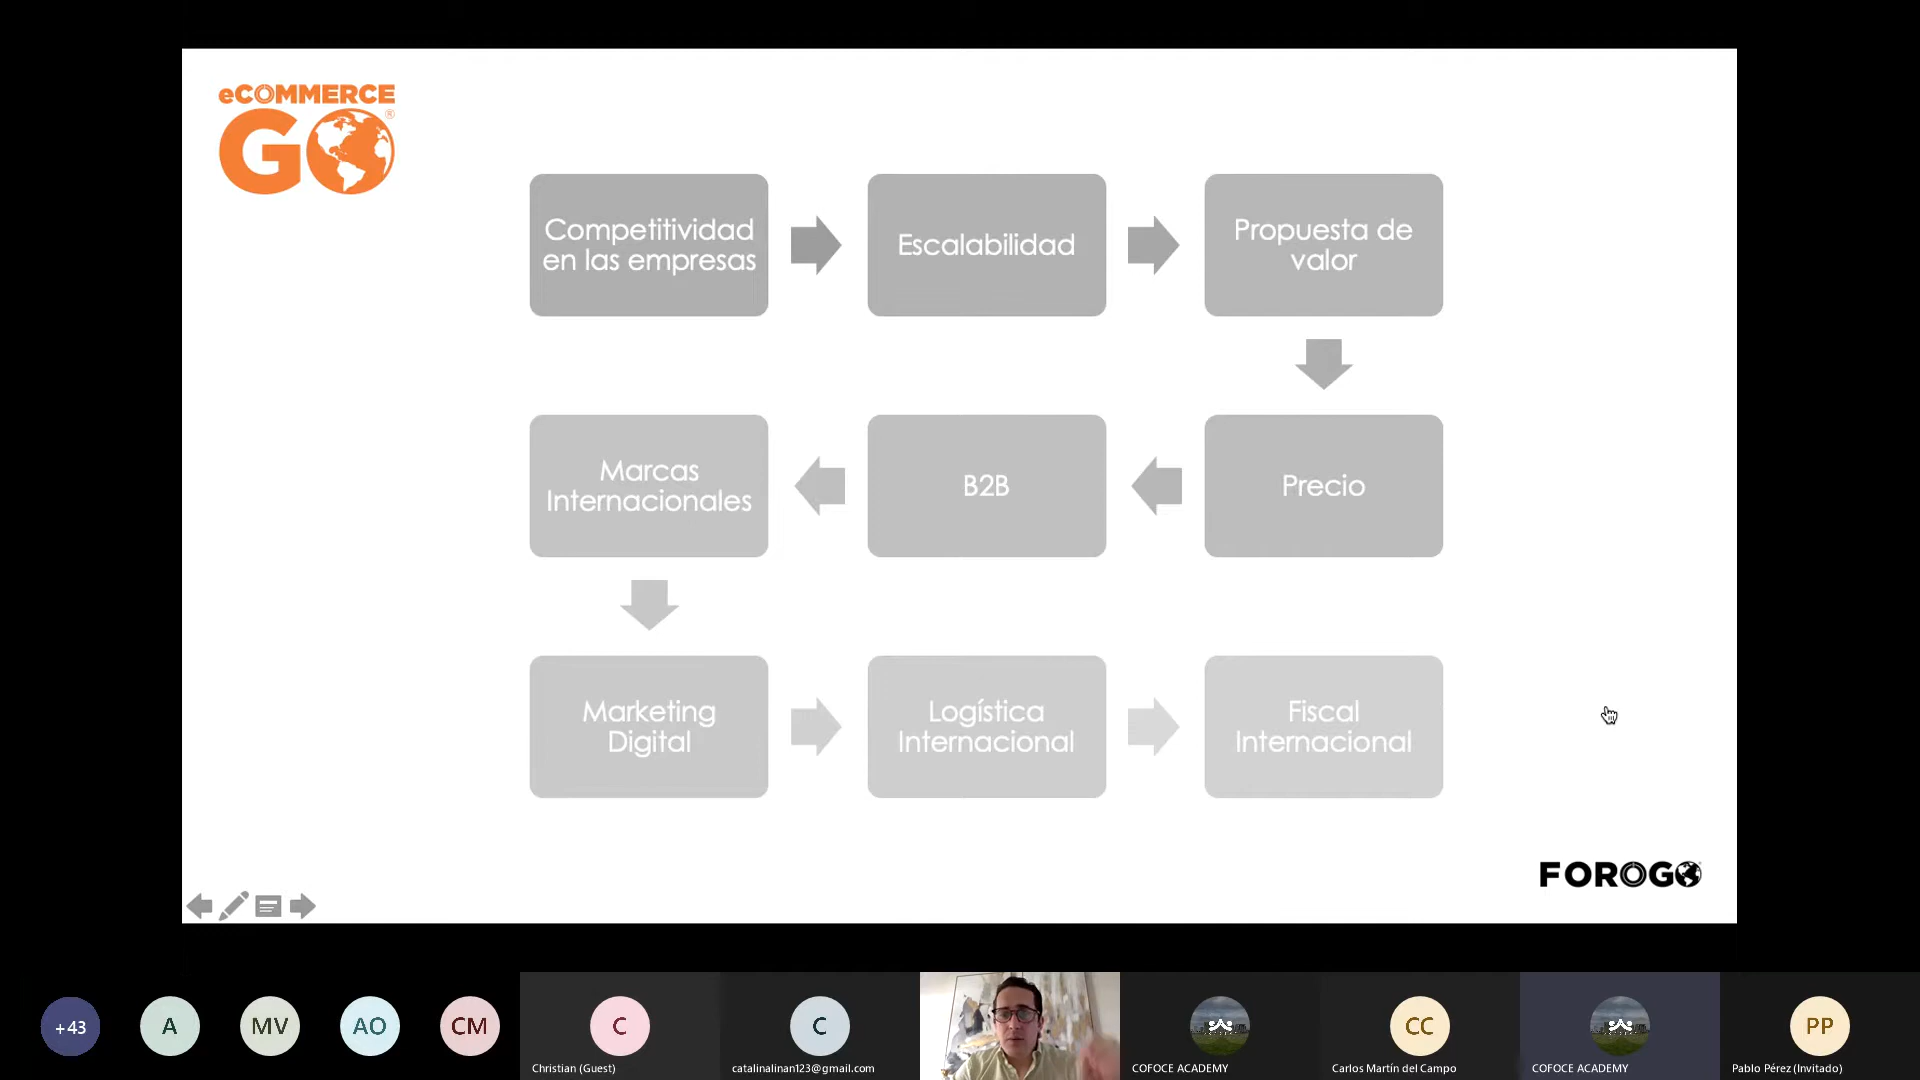 eCOMMERCE
GO®
Competitividad
en las empresas
Escalabilidad
Propuesta de
valor
Marcas
Internacionales
B2B
Precio
Marketing
Digital
Logística
Internacional
Fiscal
Internacional
FOROGO
+43
A
MV
AO
CM
C
Christian (Guest)
C
catalinalinan123@gmail.com
COFOCE ACADEMY
CC
Carlos Martín del Campo
COFOCE ACADEMY
PP
Pablo Pérez (Invitado)